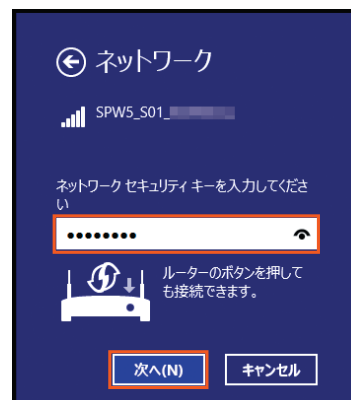 ネットワーク
SPW5_S01_
ネットワーク セキュリティ キーを入力してくださ
い
••••••••
ルーターのボタンを押して
も接続できます。
次へ(N) キャンセル